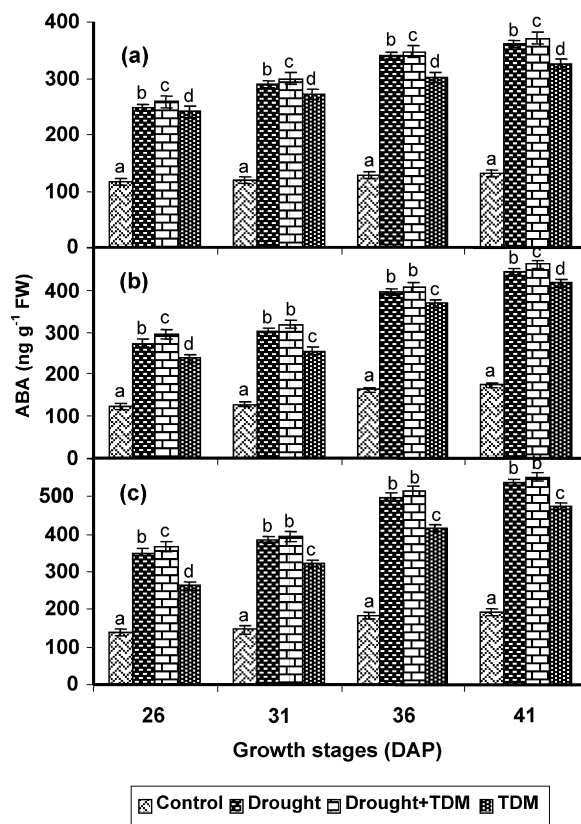 400
300
200
100
0
(a)
a b c d
a b c d
a b c d
a b c d
ABA (ng g-1 FW)
400
300
200
100
0
(b)
a b c d
a b b c
a b b c
a b c d
500
400
300
200
100
0
(c)
a b c d
a b b c
a b b c
a b b c
26 31 36 41
Growth stages (DAP)
Control Drought Drought+TDM TDM